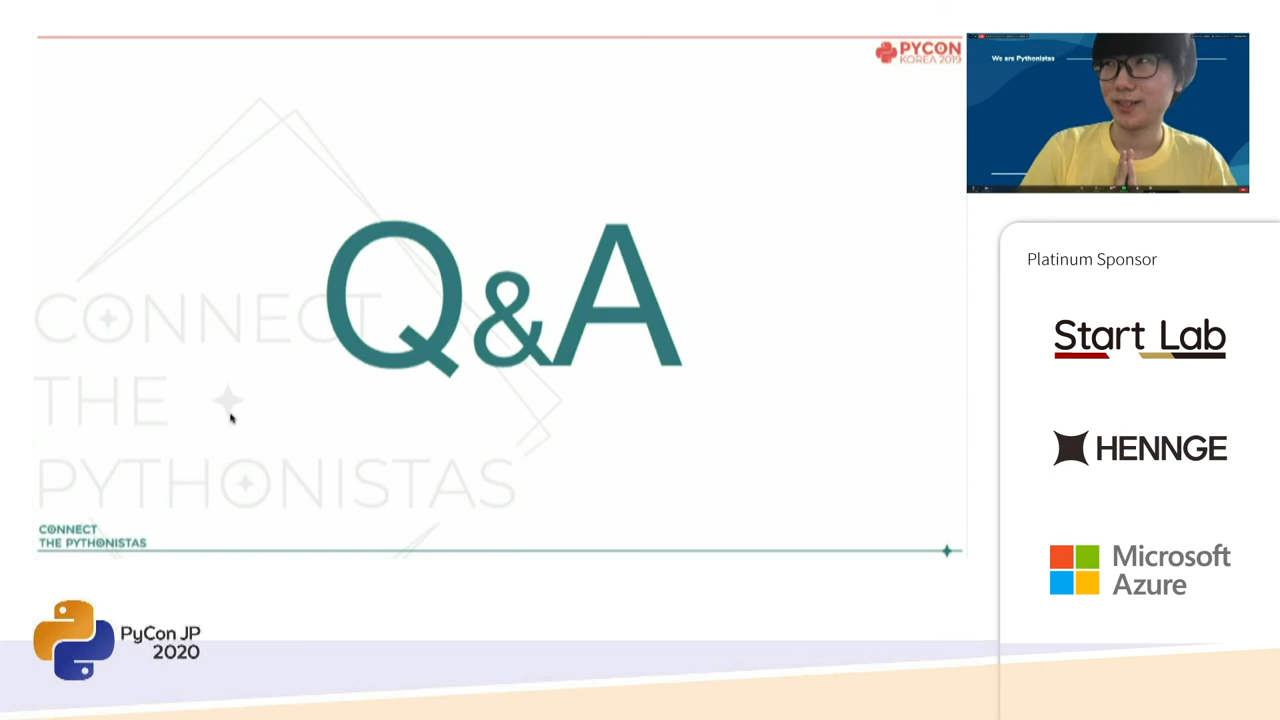 PYCON
KOREA 2019
We are Pythonistas
Q&A
CONNECT
THE
PYTHONISTAS
CONNECT
THE PYTHONISTAS
Platinum Sponsor
Start Lab
HENNGE
Microsoft
Azure
PyCon JP
2020